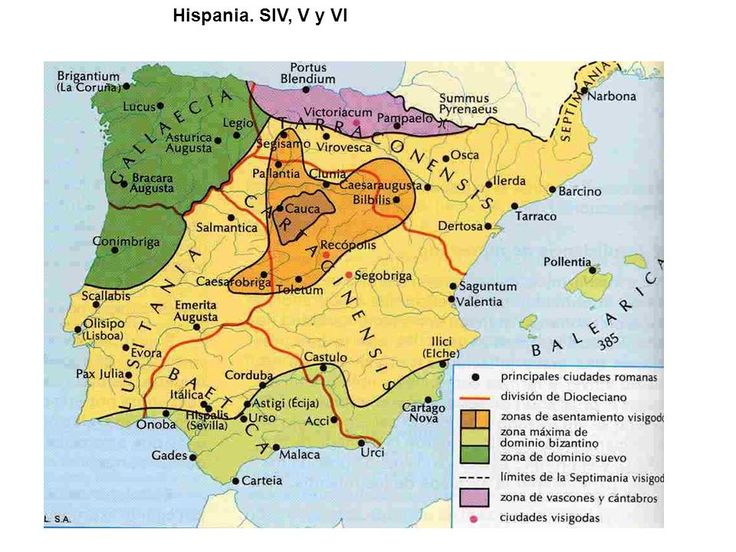 Hispania. SIV, V y VI
Portus
Blendium
Brigantium
(La Coruña)
Lucus
GALLAECIA
Legio
Asturica
Augusta
Bracara
Augusta
Conimbriga
Victoriacum
Pampaelo
Summus
Pyrenaeus
SEPTIMANIA
Narbona
TARRACONENSIS
Segisamo
Virovesca
Osca
Pallantia
Clunia
Caesaraugusta
Ilerda
Barcino
Bilbilis
Tarraco
Cauca
Salmantica
Dertosa
CARTACINENSIS
Recópolis
Segobriga
Caesarobriga
Toletum
Pollentia
Saguntum
Valentia
BALEARICA
385
Scallabis
Emerita
Augusta
LUSITANIA
Olisipo
(Lisboa)
Evora
Pax Julia
Ilici
(Elche)
Castulo
BAETICA
Corduba
Itálica
Astigi (Écija)
Hispalis
(Sevilla)
Urso
Acci
Cartago
Nova
Onoba
Gades
Malaca
Urci
Carteia
principales ciudades romanas
división de Diocleciano
zonas de asentamiento visigod
zona máxima de
dominio bizantino
zona de dominio suevo
límites de la Septimania visigod
zona de vascones y cántabros
ciudades visigodas
L. S.A.